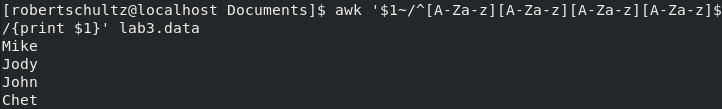 [robertschultz@localhost Documents]$ awk '$1~/^[A-Za-z][A-Za-z][A-Za-z][A-Za-z]$
/{print $1}' lab3.data
Mike
Jody
John
Chet